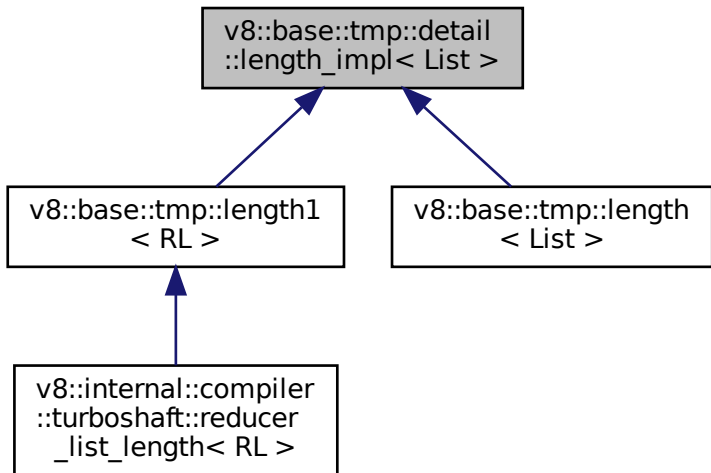 v8::base::tmp::detail
::length_impl< List >
v8::base::tmp::length1
< RL >
v8::base::tmp::length
< List >
v8::internal::compiler
::turboshaft::reducer
_list_length< RL >